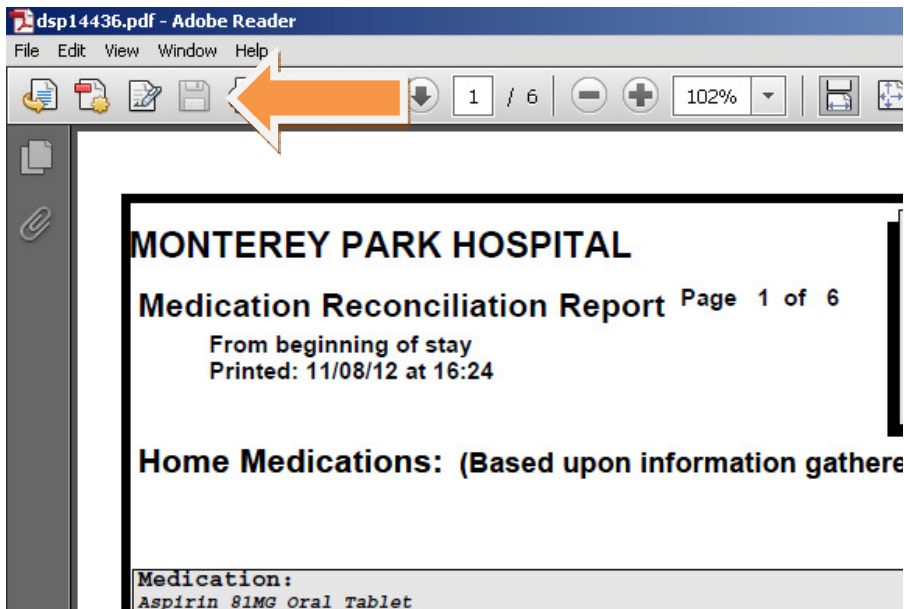 dsp14436.pdf - Adobe Reader
File Edit View Window Help
1 / 6 102%
MONTEREY PARK HOSPITAL
Medication Reconciliation Report Page 1 of 6
From beginning of stay
Printed: 11/08/12 at 16:24
Home Medications: (Based upon information gathere
Medication:
Aspirin 81MG Oral Tablet